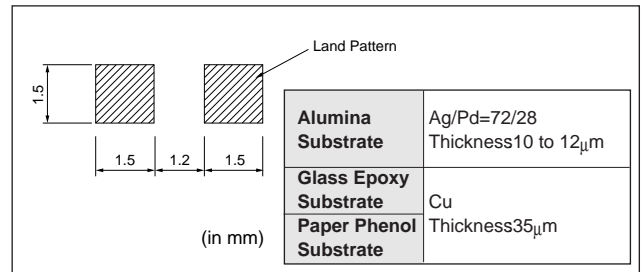 Land Pattern
1.5
1.5 1.2 1.5
(in mm)
Alumina Substrate
Ag/Pd=72/28
Thickness10 to 12μm
Glass Epoxy Substrate
Paper Phenol Substrate
Cu
Thickness35μm